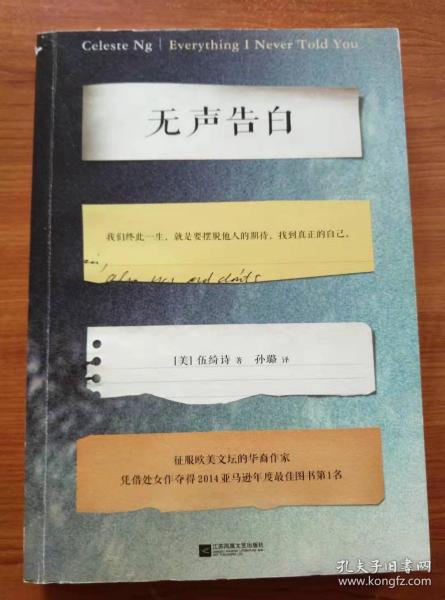 Celeste Ng | Everything I Never Told You
无声告白
我们终此一生，就是要摆脱他人的期待，找到真正的自己。
and don'ts
[美] 伍绮诗 著 孙璐 译
征服欧美文坛的华裔作家
凭借处女作夺得2014亚马逊年度最佳图书第1名
江苏凤凰文艺出版社
孔夫子旧书网
www.kongfz.com